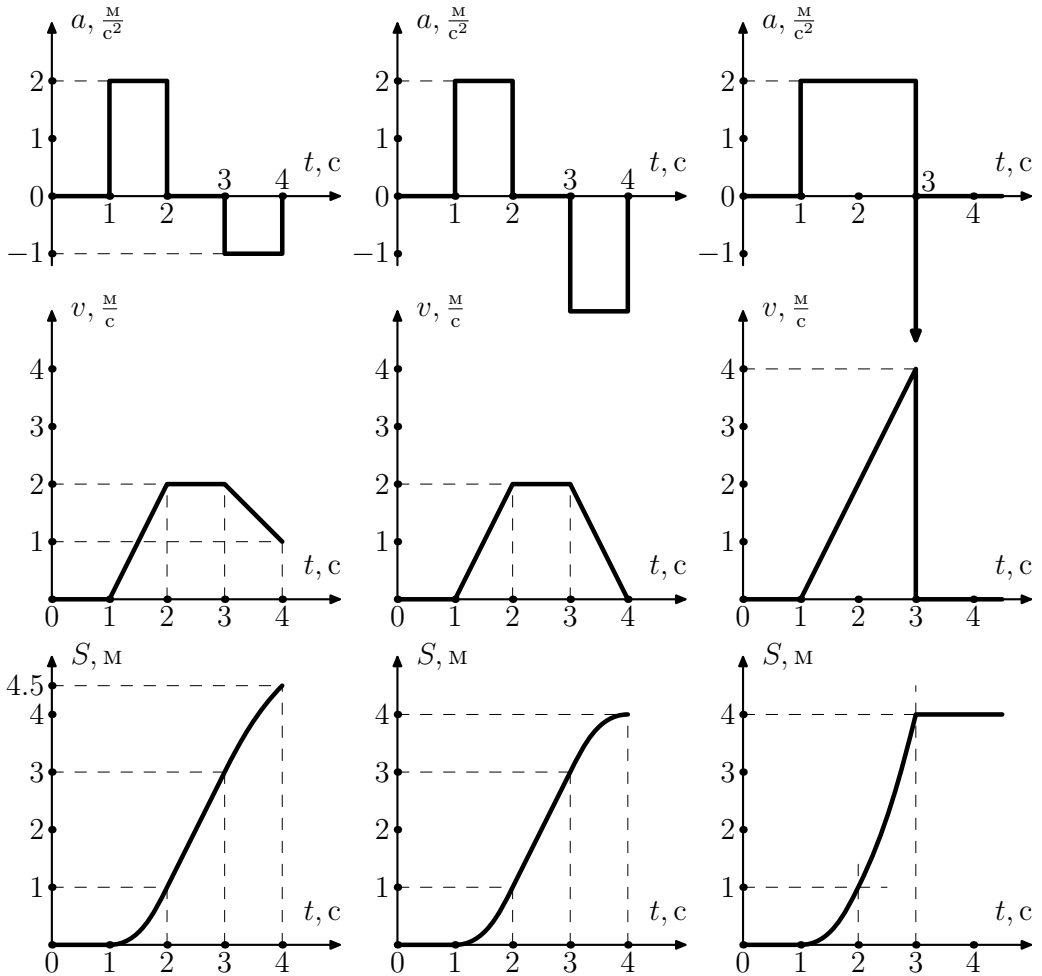 a, м/с² a, м/с² a, м/с²
2 2 2
1 1 1
3 4 t, с 3 4 t, с 3 t, с
0 1 2 0 1 2 0 1 2 4
−1 −1 −1
v, м/с v, м/с v, м/с
4 4 4
3 3 3
2 2 2
1 1 1
t, с t, с t, с
0 1 2 3 4 0 1 2 3 4 0 1 2 3 4
S, м S, м S, м
4.5
4 4 4
3 3 3
2 2 2
1 1 1
t, с t, с t, с
0 1 2 3 4 0 1 2 3 4 0 1 2 3 4